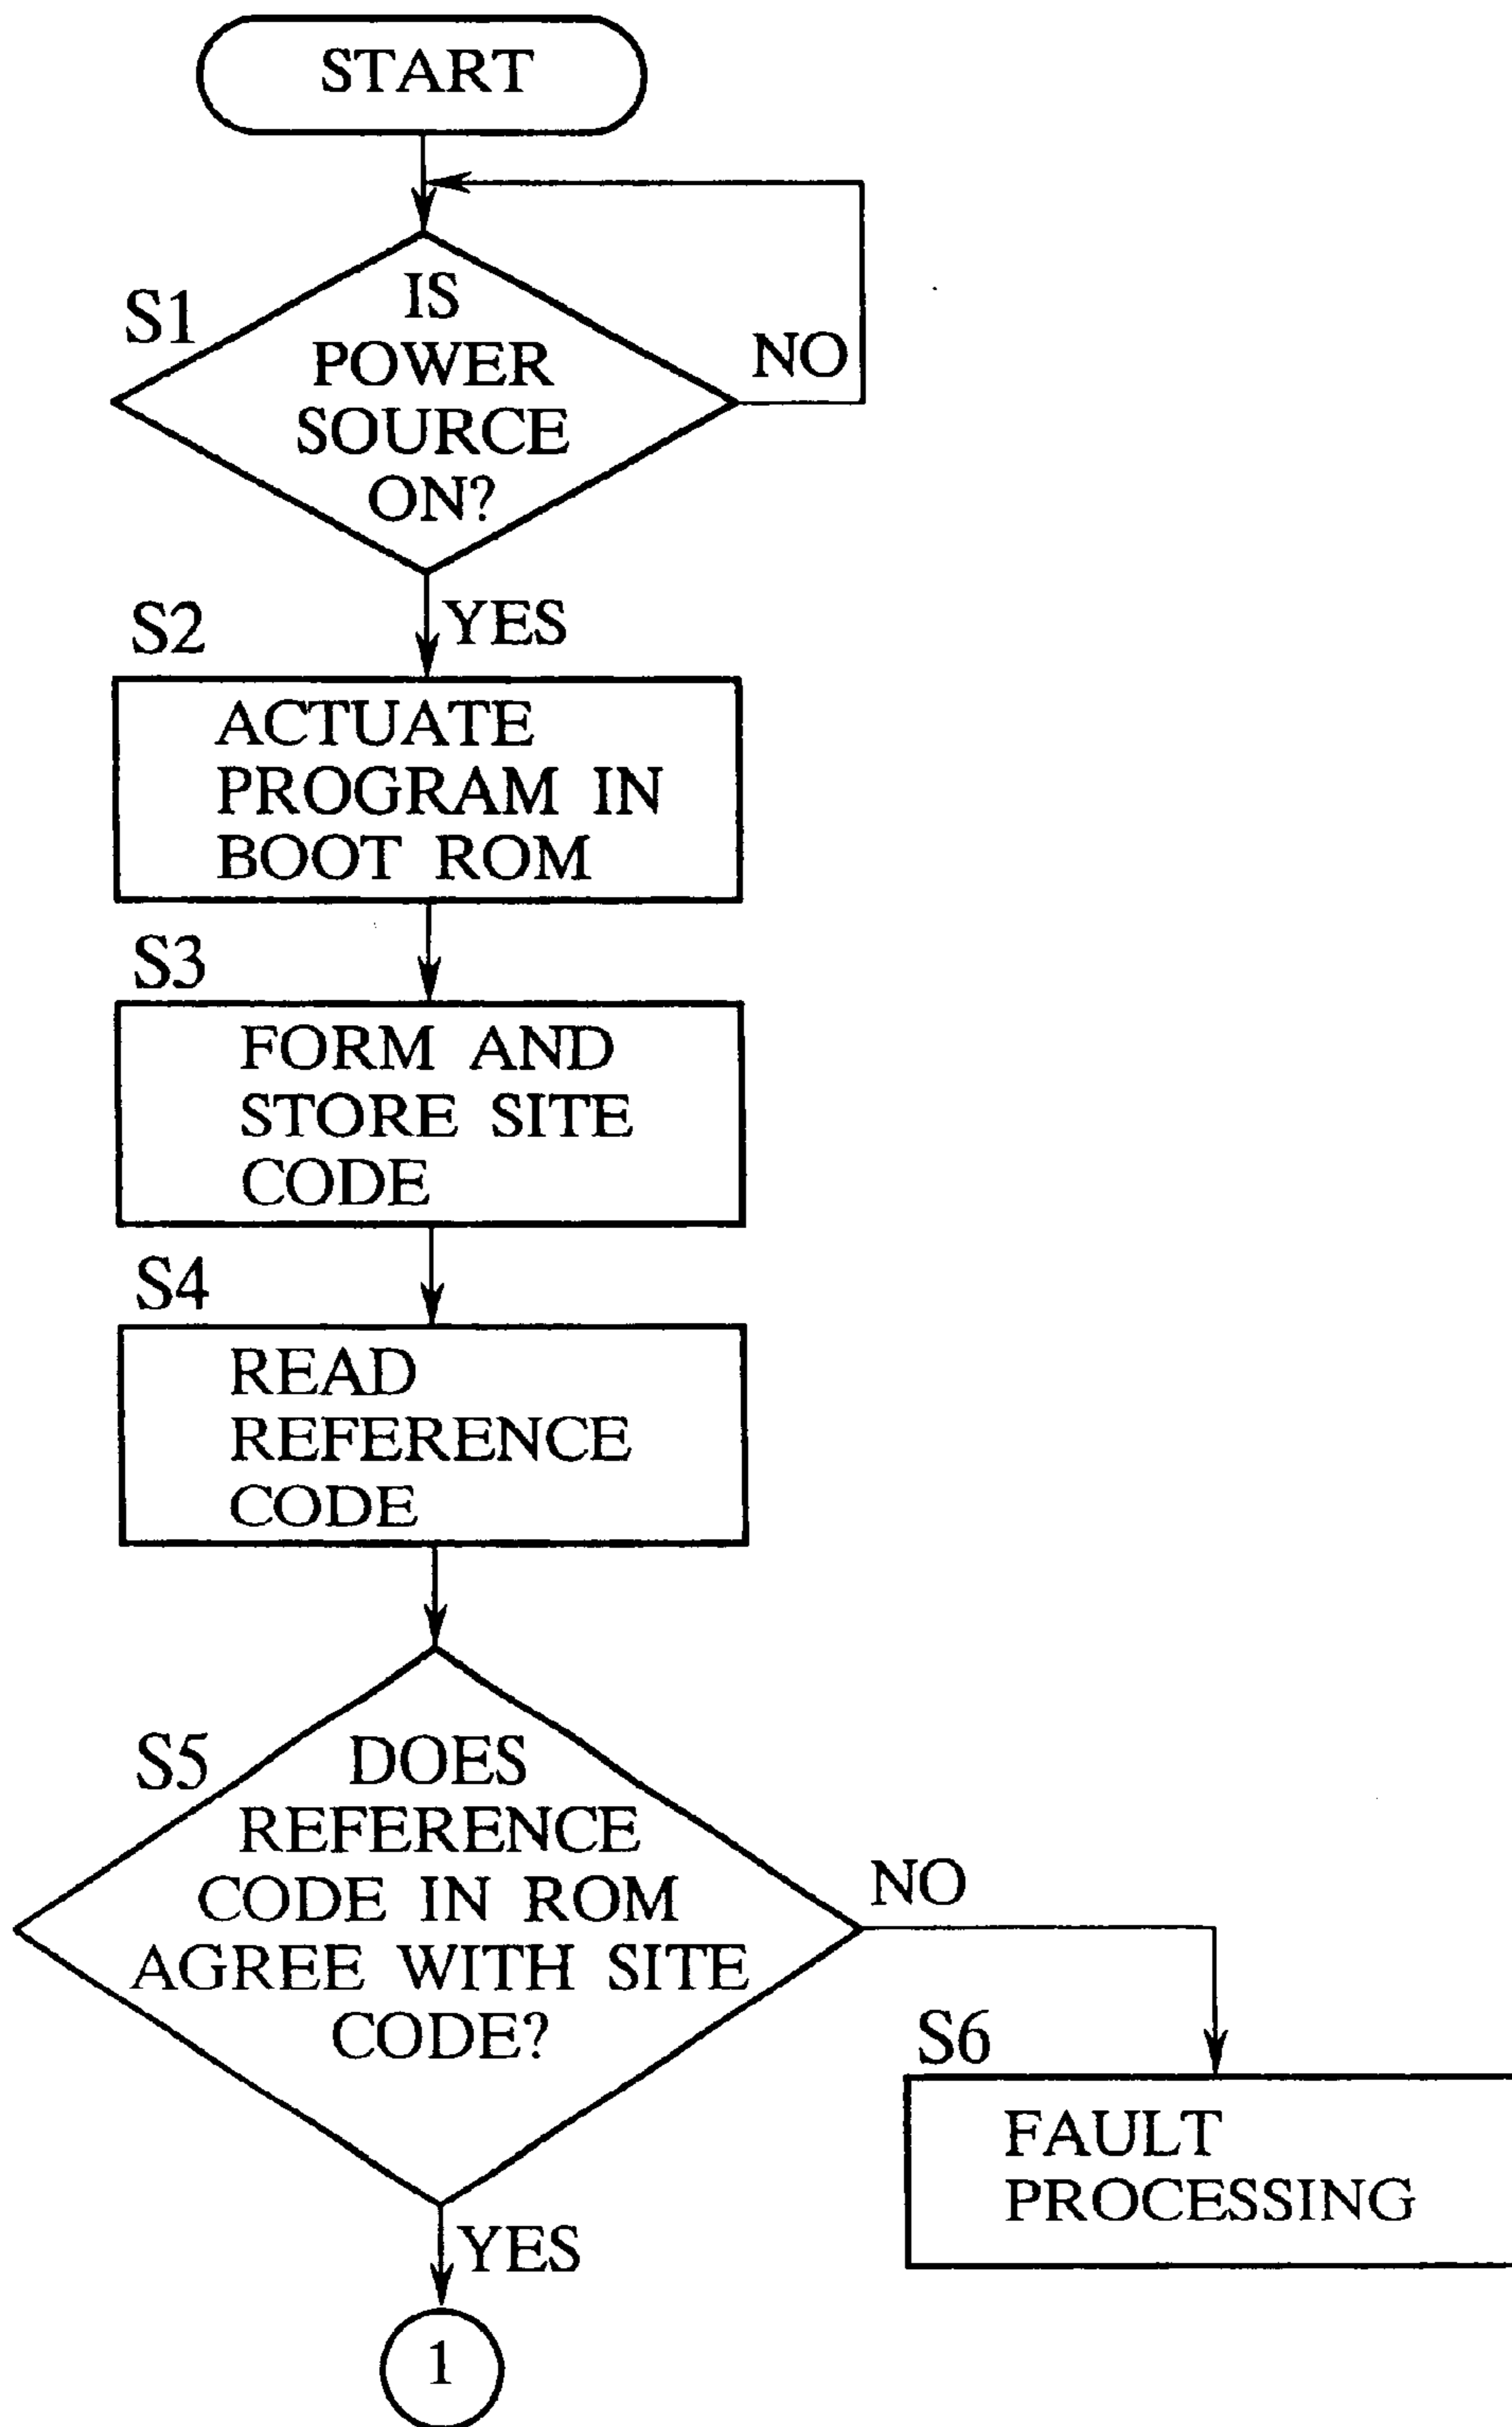 START
S1
IS
POWER
SOURCE
ON?
NO
YES
S2
ACTUATE
PROGRAM IN
BOOT ROM
S3
FORM AND
STORE SITE
CODE
S4
READ
REFERENCE
CODE
S5
DOES
REFERENCE
CODE IN ROM
AGREE WITH SITE
CODE?
NO
S6
FAULT
PROCESSING
YES
1